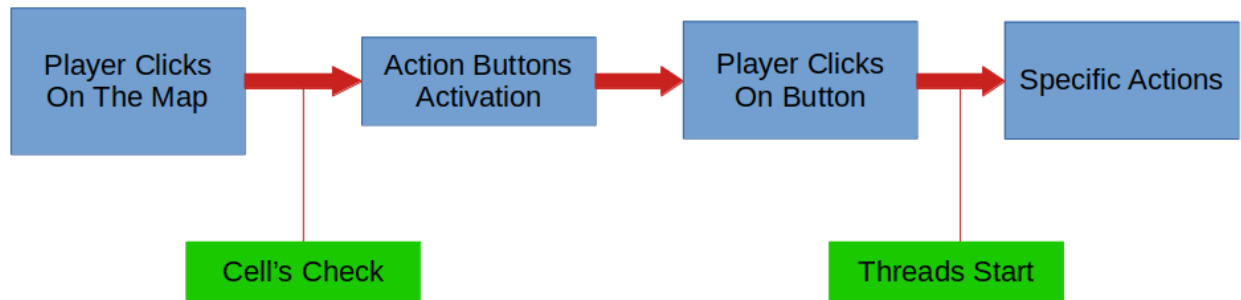 Player Clicks
On The Map
Action Buttons
Activation
Player Clicks
On Button
Specific Actions
Cell’s Check
Threads Start